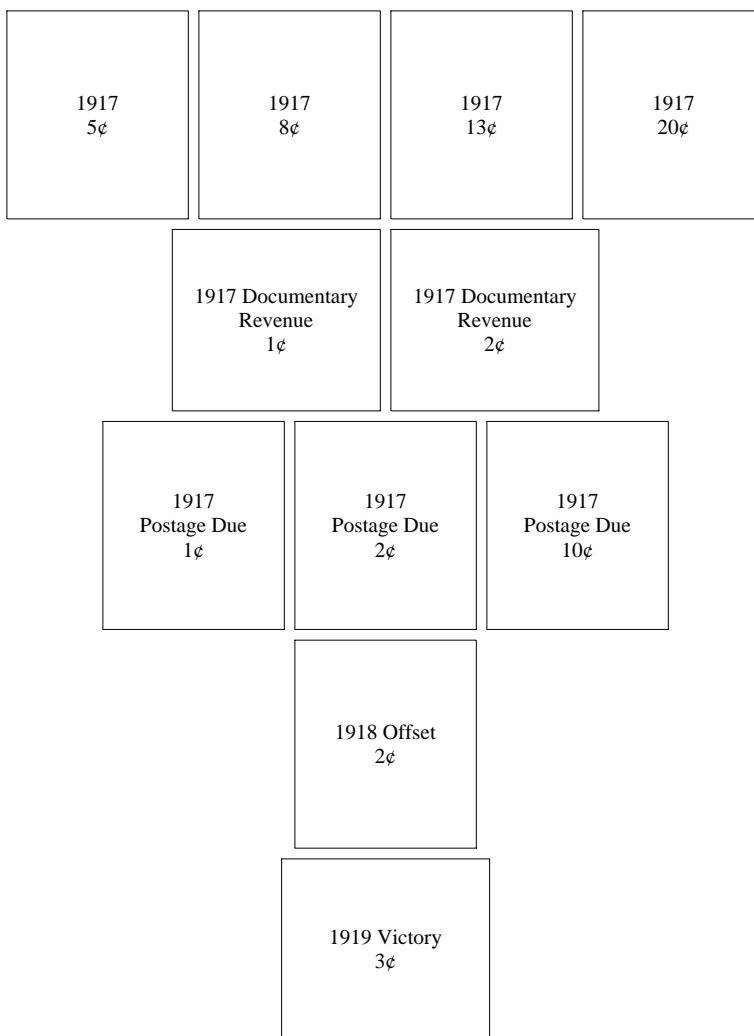 1917
5¢
1917
8¢
1917
13¢
1917
20¢
1917 Documentary
Revenue
1¢
1917 Documentary
Revenue
2¢
1917
Postage Due
1¢
1917
Postage Due
2¢
1917
Postage Due
10¢
1918 Offset
2¢
1919 Victory
3¢